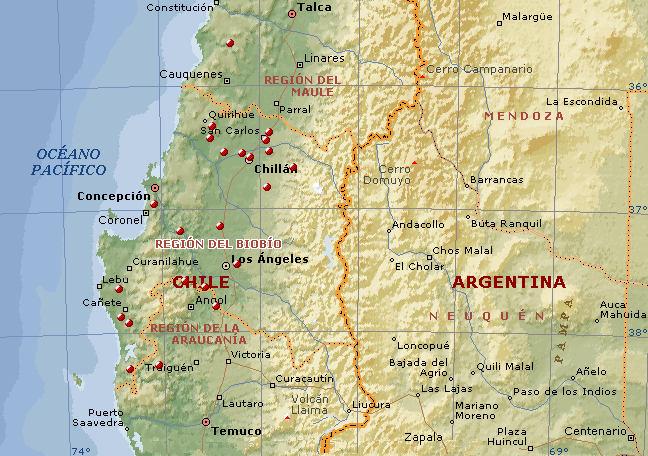 Constitución
Talca
Malargüe
Linares
Cauquenes
REGIÓN DEL
MAULE
Cerro Campanario
36°
36°
Parral
La Escondida
Quirihue
San Carlos
MENDOZA
OCÉANO
PACÍFICO
Chillán
Cerro
Domuyo
Barrancas
Concepción
37°
37°
Coronel
Andacollo
Buta Ranquil
REGIÓN DEL BIOBÍO
Chos Malal
Curanilahue
Los Ángeles
El Cholar
Lebu
CHILE
ARGENTINA
Cañete
Angol
Auca
Mahuida
NEUQUÉN
PAMPA
REGIÓN DE LA
ARAUCANÍA
38°
38°
Loncopué
Victoria
Traiguén
Bajada del
Agrio
Quili Malal
Añelo
Curacautín
Las Lajas
Paso de los Indios
Lautaro
Volcán
Llaima
Liucura
Mariano
Moreno
Puerto
Saavedra
Temuco
Zapala
Plaza
Huincul
Centenario
74°
69°